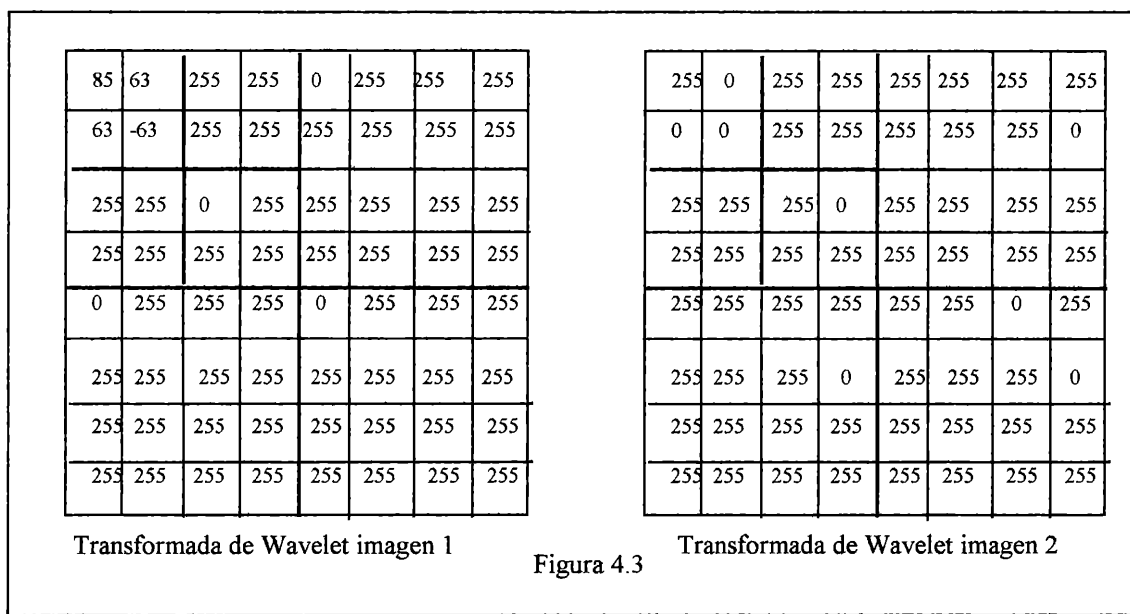 85 63 255 255 0 255 255 255
63 -63 255 255 255 255 255 255
255 255 0 255 255 255 255 255
255 255 255 255 255 255 255 255
0 255 255 255 0 255 255 255
255 255 255 255 255 255 255 255
255 255 255 255 255 255 255 255
255 255 255 255 255 255 255 255
Transformada de Wavelet imagen 1
255 0 255 255 255 255 255 255
0 0 255 255 255 255 255 0
255 255 255 0 255 255 255 255
255 255 255 255 255 255 255 255
255 255 255 255 255 255 0 255
255 255 255 0 255 255 255 0
255 255 255 255 255 255 255 255
255 255 255 255 255 255 255 255
Transformada de Wavelet imagen 2
Figura 4.3